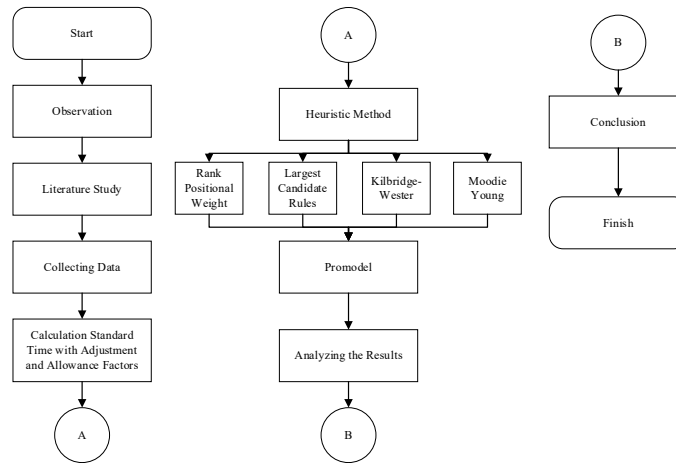 Start
Observation
Literature Study
Collecting Data
Calculation Standard
Time with Adjustment
and Allowance Factors
A
A
Heuristic Method
Rank
Positional
Weight
Largest
Candidate
Rules
Kilbridge-
Wester
Moodie
Young
Promodel
Analyzing the Results
B
B
Conclusion
Finish